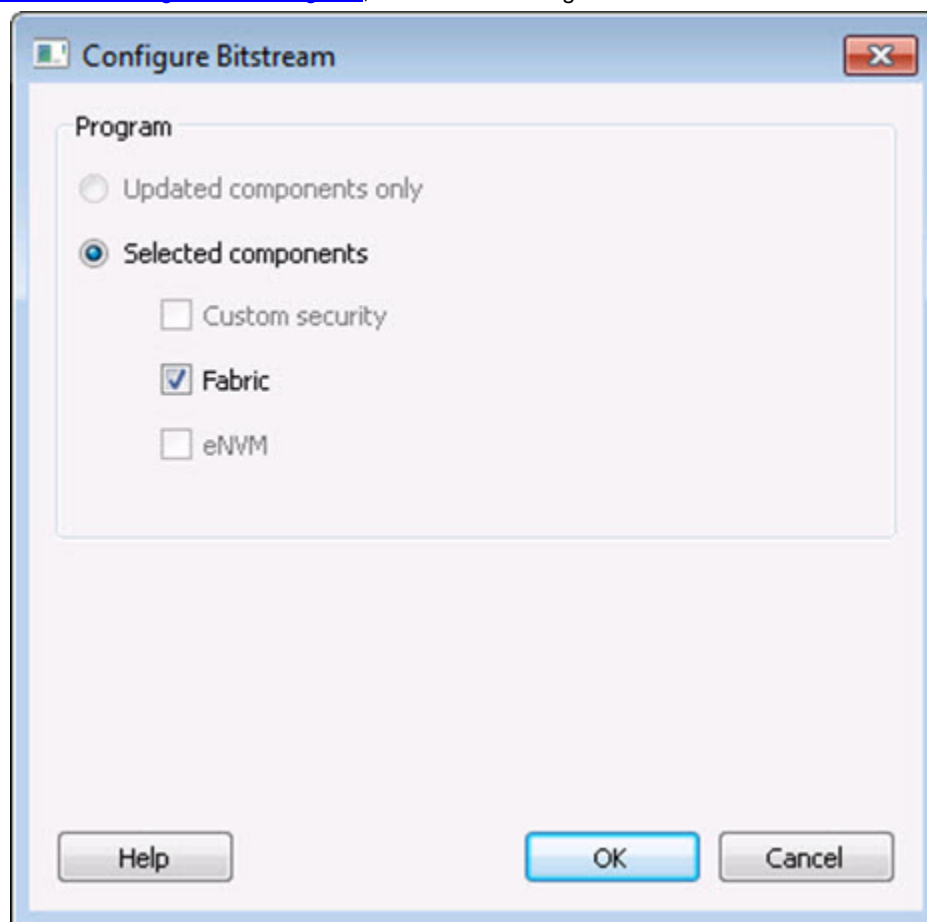 Configure Bitstream
Program
Updated components only
Selected components
Custom security
Fabric
eNVM
Help
OK
Cancel